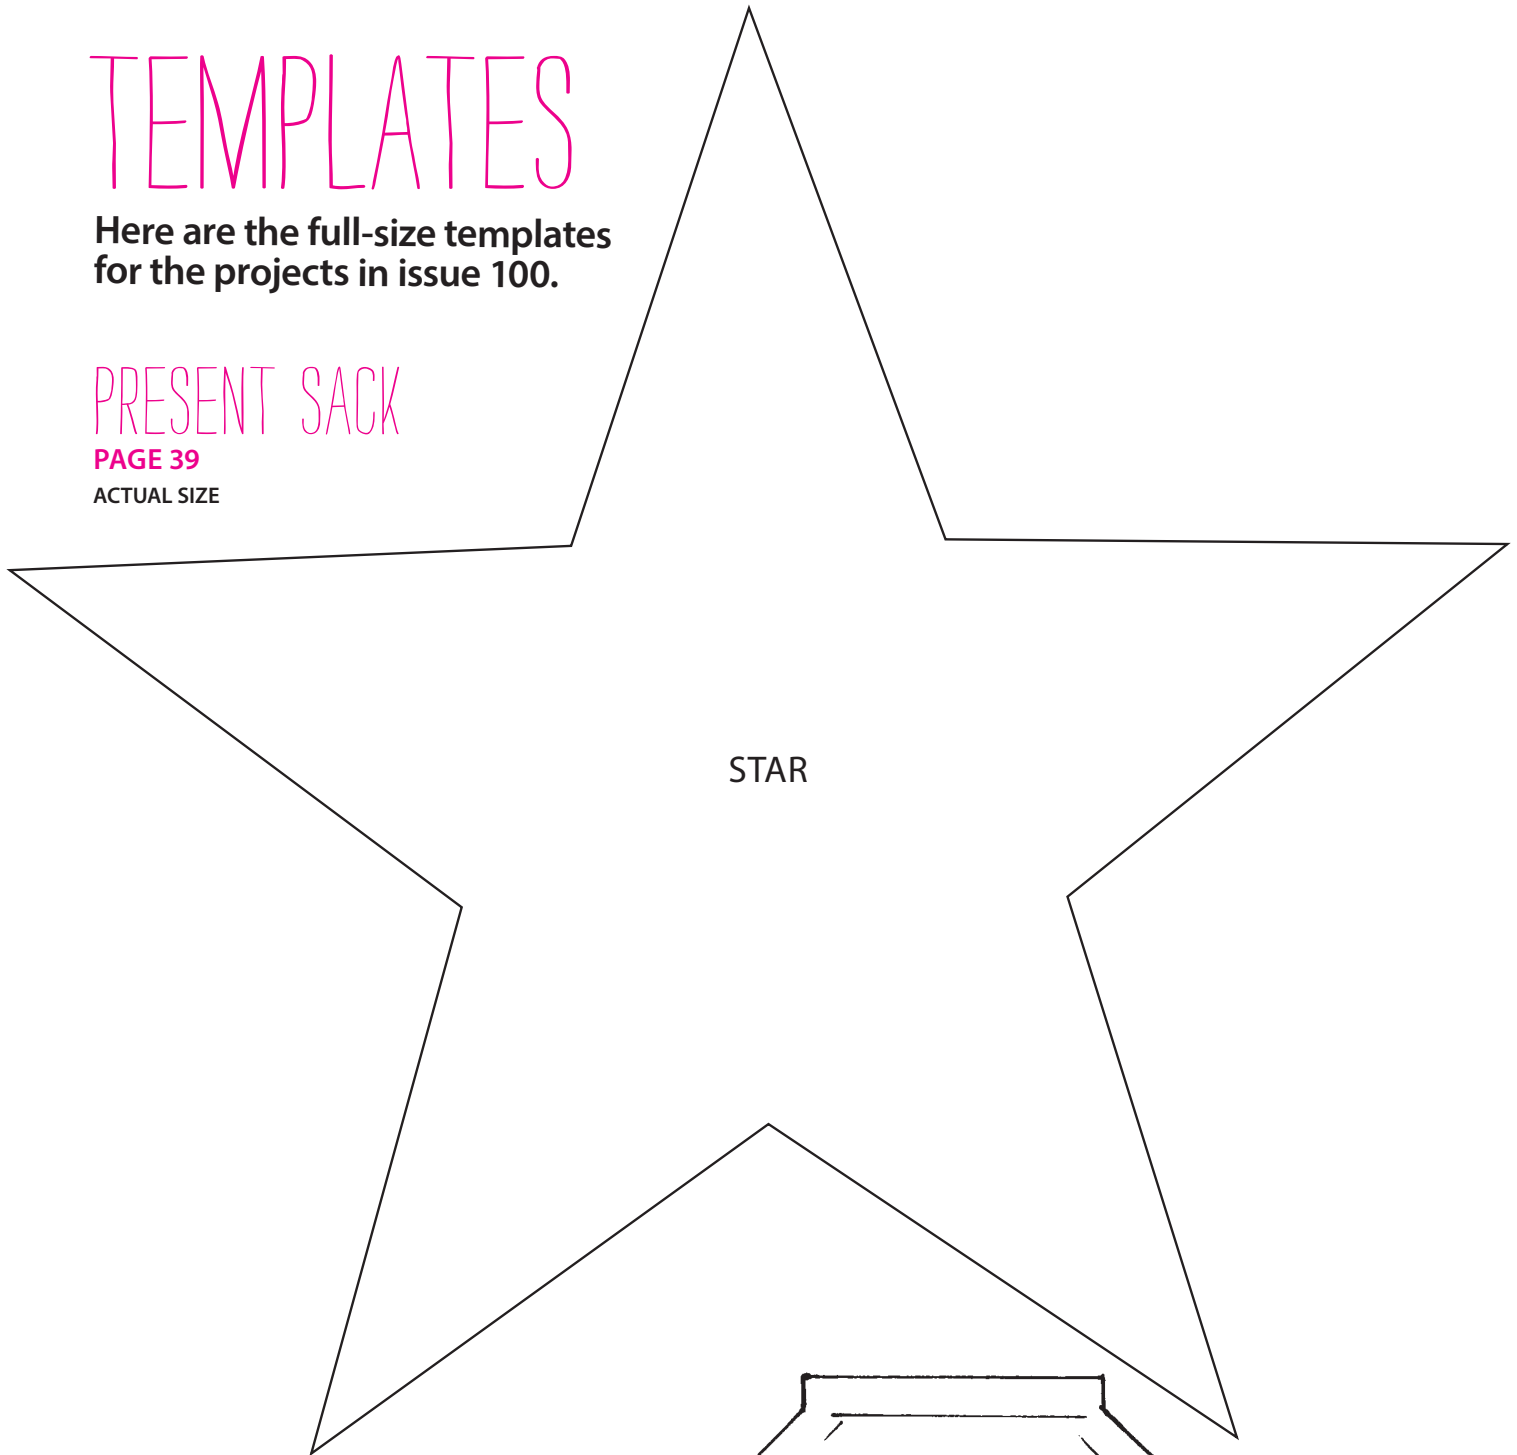 TEMPLATES
Here are the full-size templates
for the projects in issue 100.
PRESENT SACK
PAGE 39
ACTUAL SIZE
STAR